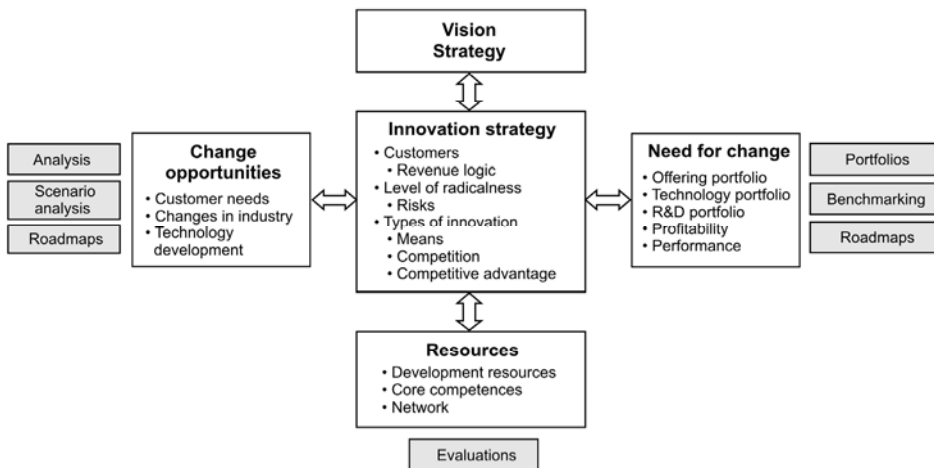 Vision
Strategy
Innovation strategy
• Customers
• Revenue logic
• Level of radicalness
• Risks
• Types of innovation
• Means
• Competition
• Competitive advantage
Analysis
Scenario
analysis
Roadmaps
Change
opportunities
• Customer needs
• Changes in industry
• Technology
development
Need for change
• Offering portfolio
• Technology portfolio
• R&D portfolio
• Profitability
• Performance
Portfolios
Benchmarking
Roadmaps
Resources
• Development resources
• Core competences
• Network
Evaluations